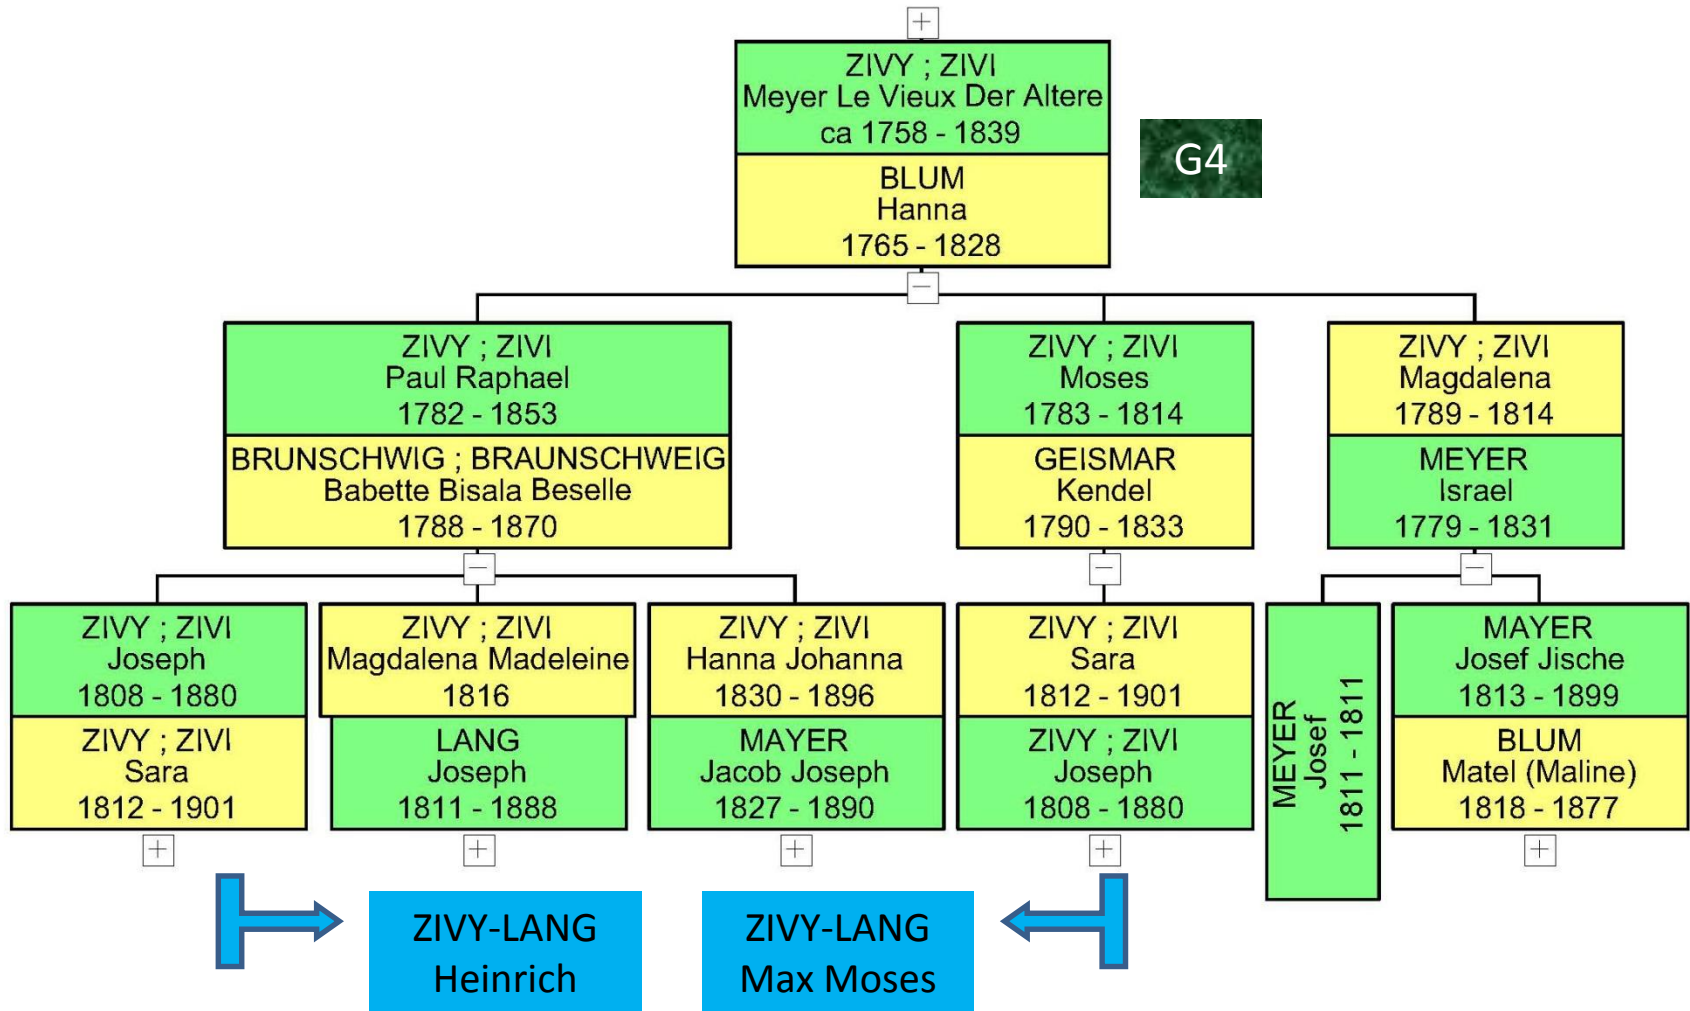 ZIVY ; ZIVI
Meyer Le Vieux Der Altere
ca 1758 - 1839
BLUM
Hanna
1765 - 1828
G4
ZIVY ; ZIVI
Paul Raphael
1782 - 1853
BRUNSCHWIG ; BRAUNSCHWEIG
Babette Bisala Beselle
1788 - 1870
ZIVY ; ZIVI
Moses
1783 - 1814
GEISMAR
Kendel
1790 - 1833
ZIVY ; ZIVI
Magdalena
1789 - 1814
MEYER
Israel
1779 - 1831
ZIVY ; ZIVI
Joseph
1808 - 1880
ZIVY ; ZIVI
Sara
1812 - 1901
ZIVY ; ZIVI
Magdalena Madeleine
1816
LANG
Joseph
1811 - 1888
ZIVY ; ZIVI
Hanna Johanna
1830 - 1896
MAYER
Jacob Joseph
1827 - 1890
ZIVY ; ZIVI
Sara
1812 - 1901
ZIVY ; ZIVI
Joseph
1808 - 1880
MEYER
Josef
1811 - 1811
MAYER
Josef Jische
1813 - 1899
BLUM
Matel (Maline)
1818 - 1877
ZIVY-LANG
Heinrich
ZIVY-LANG
Max Moses